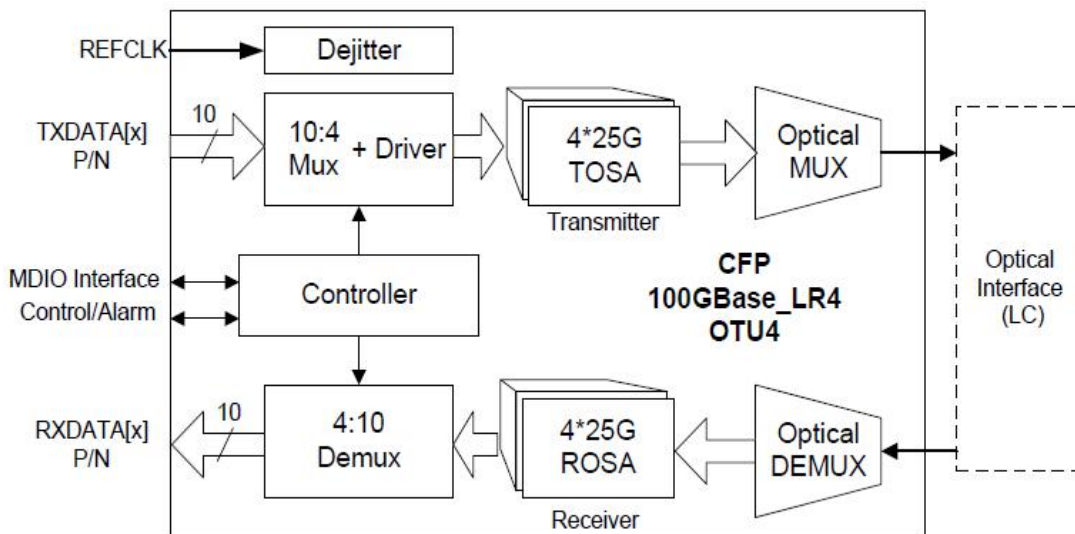 REFCLK
Dejitter
TXDATA[x]
P/N
10
10:4
Mux + Driver
4*25G
TOSA
Transmitter
Optical
MUX
MDIO Interface
Control/Alarm
Controller
CFP
100GBase_LR4
OTU4
Optical
Interface
(LC)
RXDATA[x]
P/N
10
4:10
Demux
4*25G
ROSA
Receiver
Optical
DEMUX